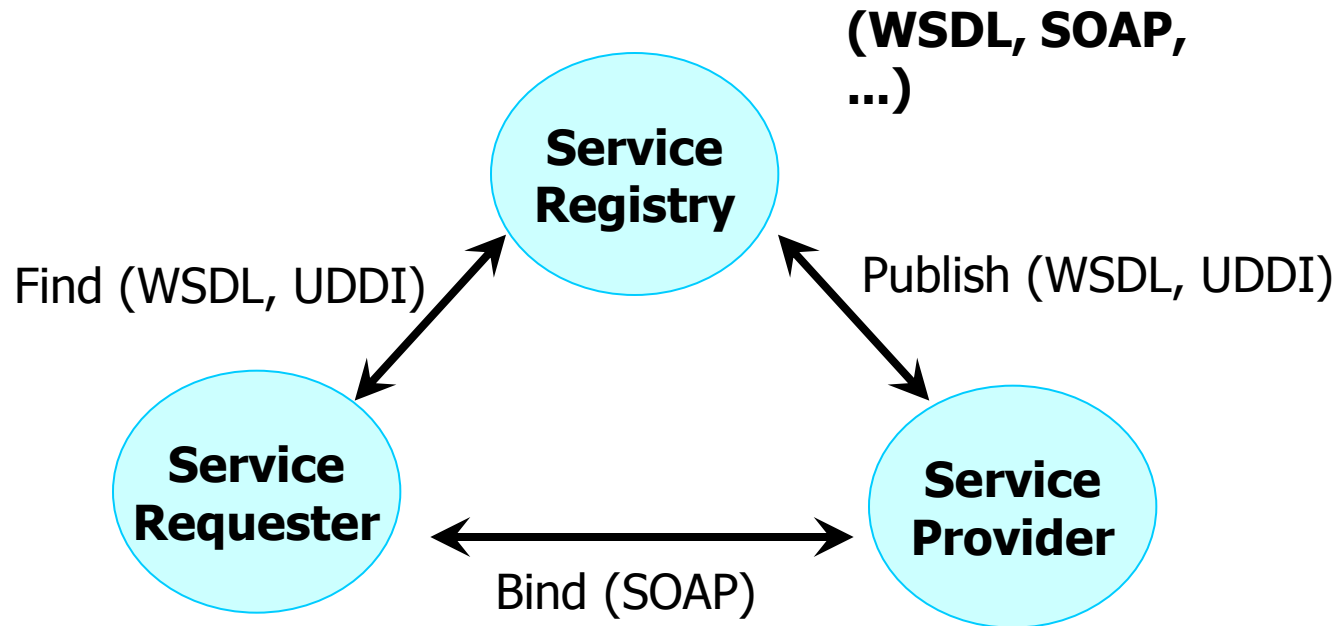 (WSDL, SOAP,
...)
Service
Registry
Find (WSDL, UDDI)
Publish (WSDL, UDDI)
Service
Requester
Service
Provider
Bind (SOAP)